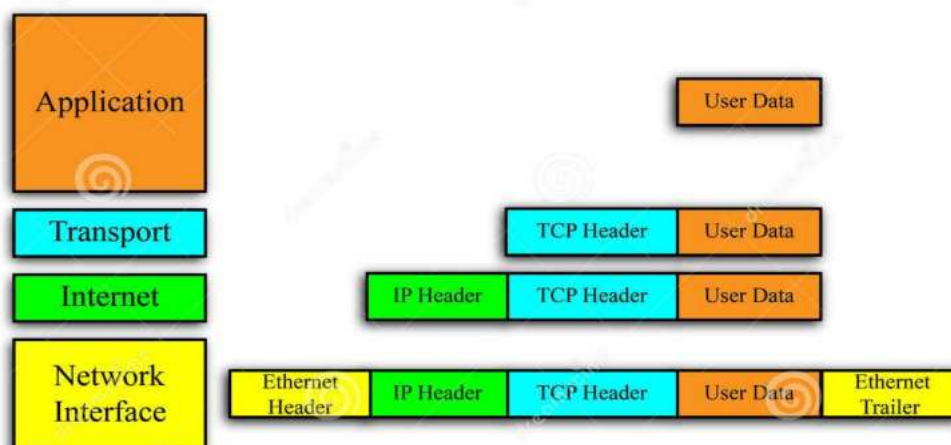 Application
User Data
Transport
TCP Header
User Data
Internet
IP Header
TCP Header
User Data
Network
Interface
Ethernet
Header
IP Header
TCP Header
User Data
Ethernet
Trailer